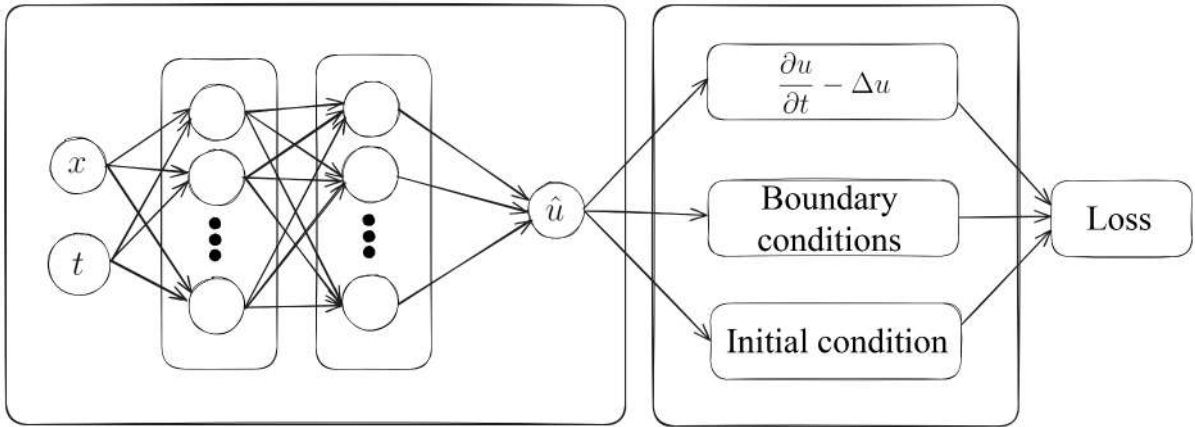 x
t
û
∂u/∂t − Δu
Boundary
conditions
Initial condition
Loss